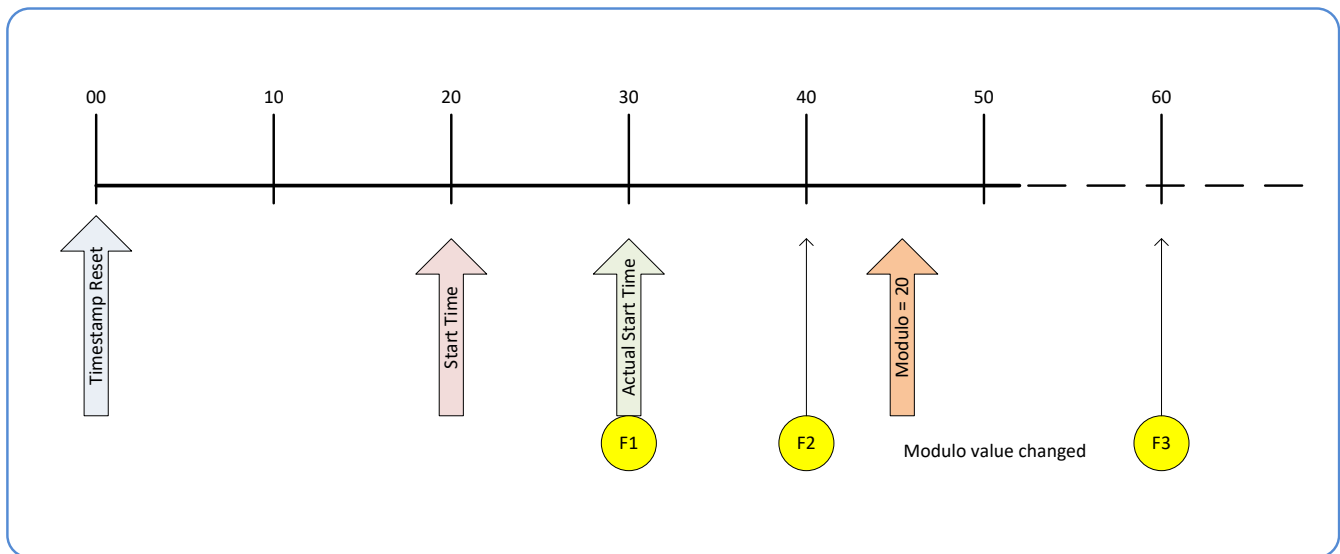 00
10
20
30
40
50
60
Timestamp Reset
Start Time
Actual Start Time
Modulo = 20
F1
F2
Modulo value changed
F3